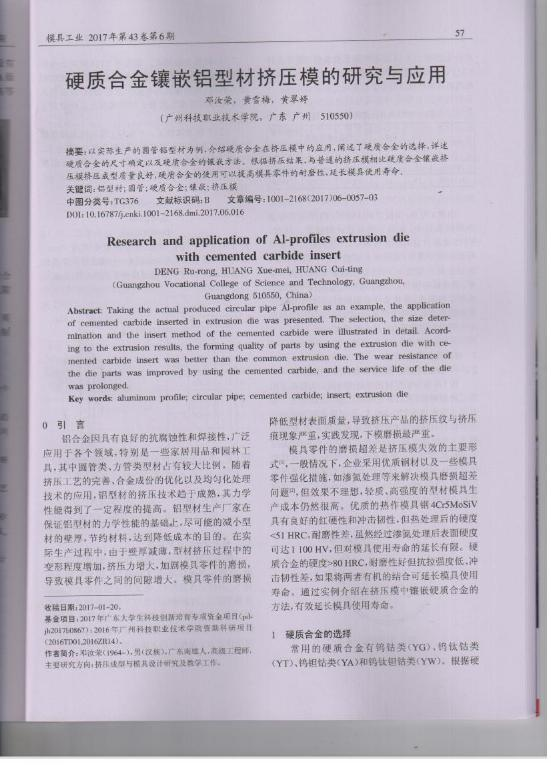 模具工业 2017年第43卷第6期
57
硬质合金镶嵌铝型材挤压模的研究与应用
邓汝荣，黄雪梅，黄翠婷
（广州科技职业技术学院，广东 广州 510550）
摘要：以实际生产的圆管铝型材为例，介绍硬质合金在挤压模中的应用，阐述了硬质合金的选择，详述
硬质合金的尺寸确定以及硬质合金的镶嵌方法。根据挤压结果，与普通的挤压模相比硬质合金镶嵌挤
压模挤压成型质量良好，硬质合金的使用可以提高模具零件的耐磨性，延长模具使用寿命。
关键词：铝型材；圆管；硬质合金；镶嵌；挤压模
中图分类号：TG376 文献标识码：B 文章编号：1001-2168(2017)06-0057-03
DOI：10.16787/j.cnki.1001-2168.dmi.2017.06.016
Research and application of Al-profiles extrusion die
with cemented carbide insert
DENG Ru-rong, HUANG Xue-mei, HUANG Cui-ting
(Guangzhou Vocational College of Science and Technology, Guangzhou,
Guangdong 510550, China)
Abstract: Taking the actual produced circular pipe Al-profile as an example, the application
of cemented carbide inserted in extrusion die was presented. The selection, the size deter-
mination and the insert method of the cemented carbide were illustrated in detail. Acord-
ing to the extrusion results, the forming quality of parts by using the extrusion die with ce-
mented carbide insert was better than the common extrusion die. The wear resistance of
the die parts was improved by using the cemented carbide, and the service life of the die
was prolonged.
Key words: aluminum profile; circular pipe; cemented carbide; insert; extrusion die
0 引 言
铝合金因具有良好的抗腐蚀性和焊接性，广泛
应用于各个领域，特别是一些家居用品和园林工
具，其中圆管类、方管类型材占有较大比例。随着
挤压工艺的完善、合金成份的优化以及均匀化处理
技术的应用，铝型材的挤压技术趋于成熟，其力学
性能得到了一定程度的提高。铝型材生产厂家在
保证铝型材的力学性能的基础上，尽可能的减小型
材的壁厚，节约材料，达到降低成本的目的。在实
际生产过程中，由于壁厚减薄，型材挤压过程中的
变形程度增加，挤压力增大，加剧模具零件的磨损，
导致模具零件之间的间隙增大。模具零件的磨损
收稿日期：2017-01-20。
基金项目：2017年广东大学生科技创新培育专项资金项目(pd-
jh2017b0867)；2016年广州科技职业技术学院资助科研项目
(2016TD01,2016ZR14)。
作者简介：邓汝荣(1964-)，男(汉族)，广东南雄人，高级工程师，
主要研究方向：挤压成型与模具设计研究及教学工作。
降低型材表面质量，导致挤压产品的挤压纹与挤压
痕现象严重，实践发现，下模磨损最严重。
模具零件的磨损超差是挤压模失效的主要形
式，一般情况下，企业采用优质钢材以及一些模具
零件强化措施，如渗氮处理等来解决模具磨损超差
问题，但效果不理想，轻质、高强度的型材模具生
产成本仍然很高。优质的热作模具钢4Cr5MoSiV
具有良好的红硬性和冲击韧性，但热处理后的硬度
<51 HRC，耐磨性差，虽然经过渗氮处理后表面硬度
可达1 100 HV，但对模具使用寿命的延长有限。硬
质合金的硬度>80 HRC，耐磨性好但抗拉强度低、冲
击韧性差，如果将两者有机的结合可延长模具使用
寿命。通过实例介绍在挤压模中镶嵌硬质合金的
方法，有效延长模具使用寿命。
1 硬质合金的选择
常用的硬质合金有钨钴类(YG)、钨钛钴类
(YT)、钨钽钴类(YA)和钨钛钽钴类(YW)。根据硬